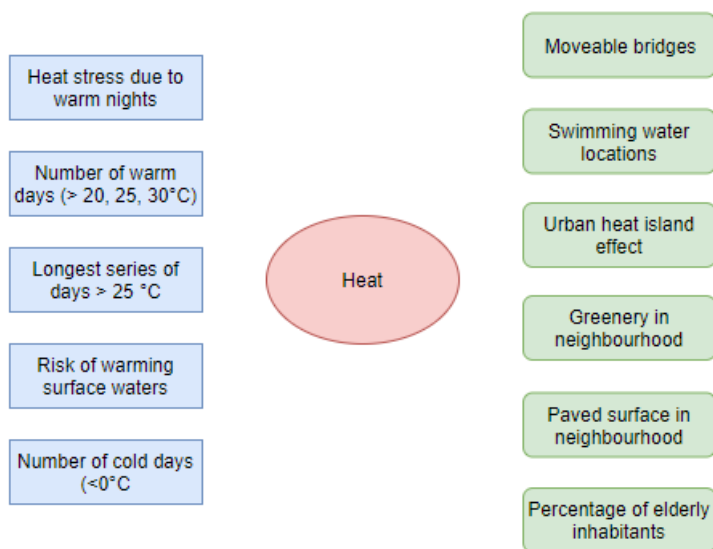 Heat stress due to
warm nights
Number of warm
days (> 20, 25, 30°C)
Longest series of
days > 25 °C
Risk of warming
surface waters
Number of cold days
(<0°C
Heat
Moveable bridges
Swimming water
locations
Urban heat island
effect
Greenery in
neighbourhood
Paved surface in
neighbourhood
Percentage of elderly
inhabitants